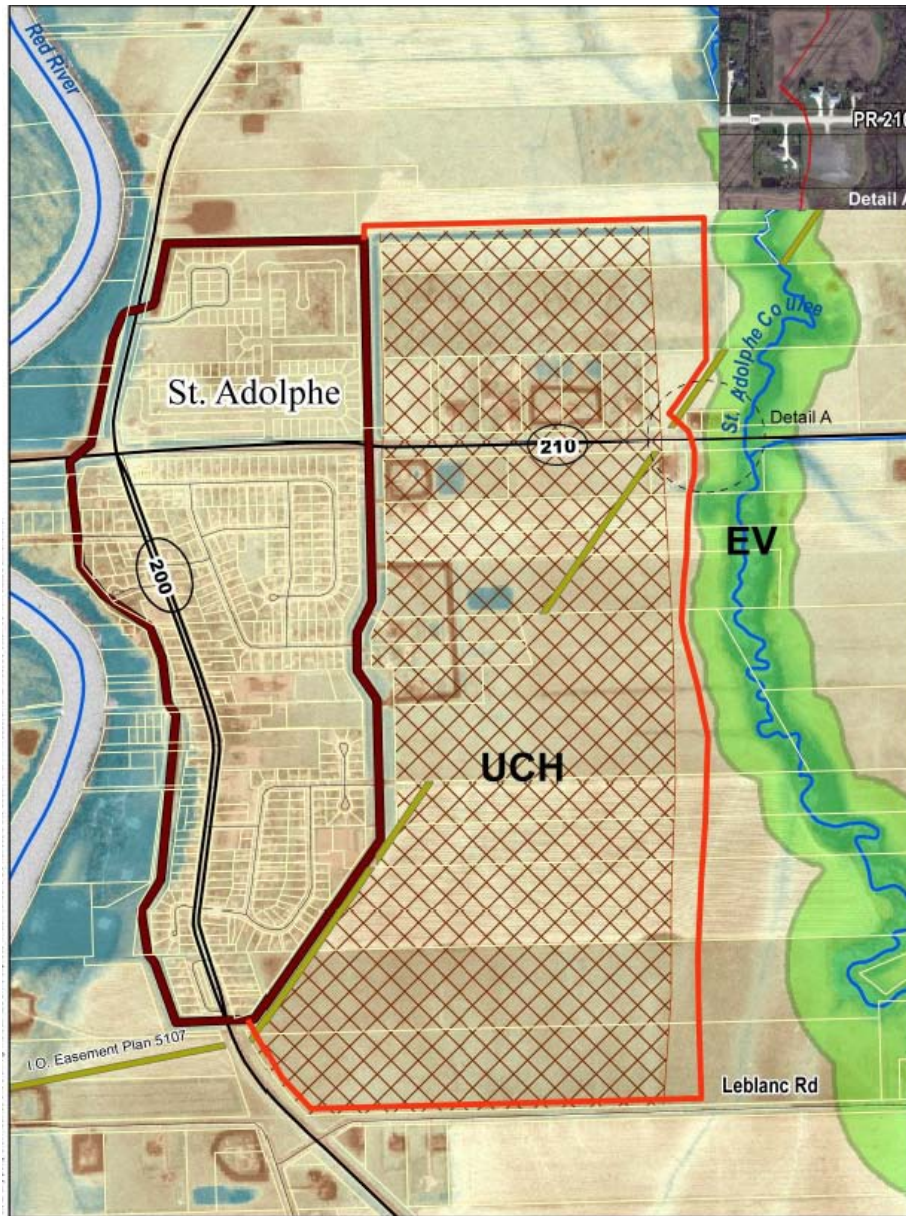 Red River
PR 210
Detail A
St. Adolphe Coulee
St. Adolphe
Detail A
210
EV
200
UCH
I.O. Easement Plan 5107
Leblanc Rd